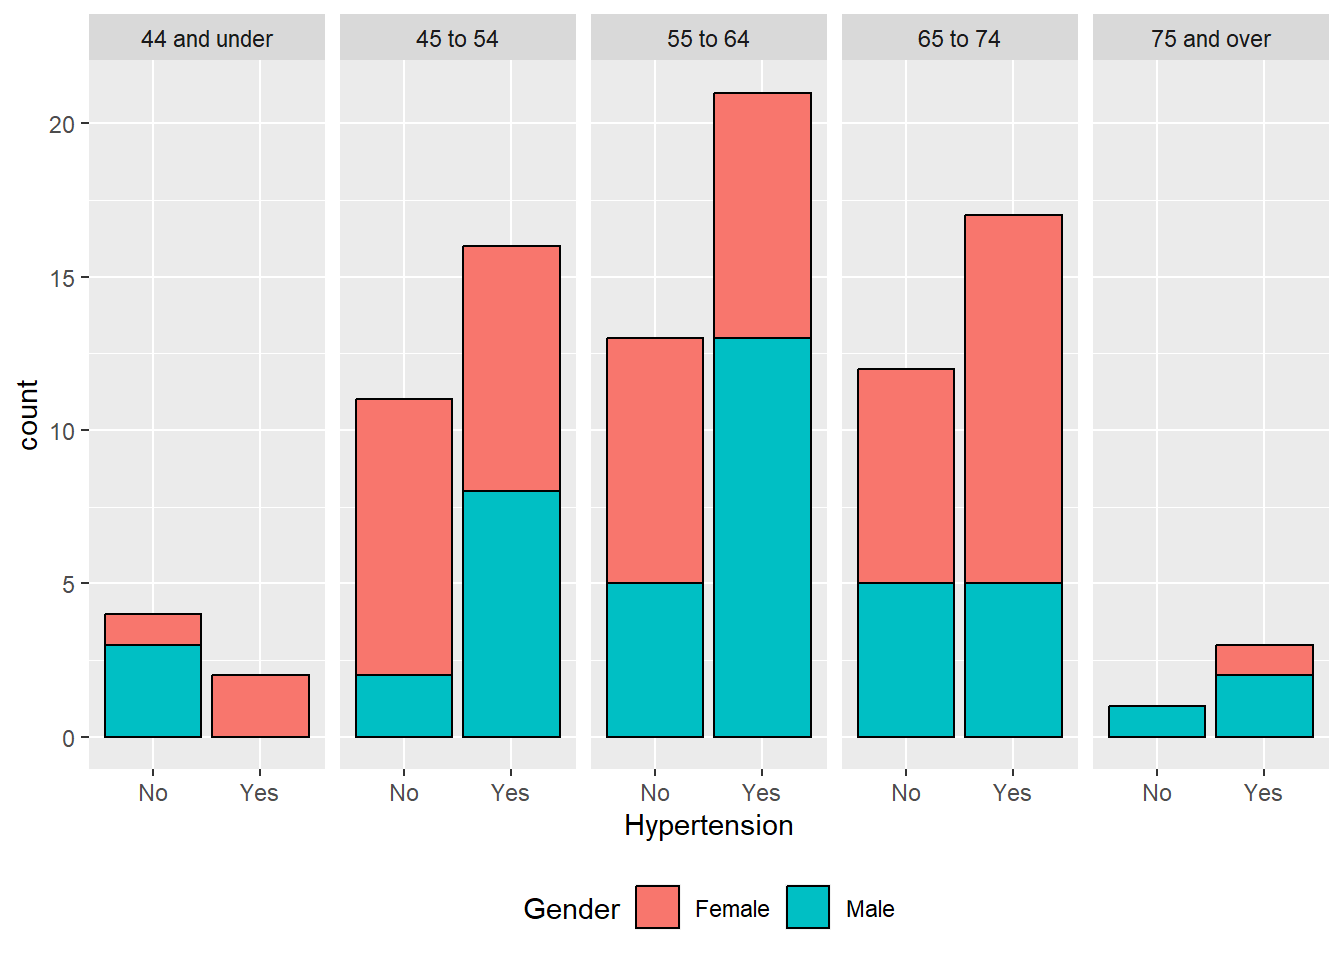 44 and under 45 to 54 55 to 64 65 to 74 75 and over
20
15
10
5
0
count
No Yes No Yes No Yes No Yes No Yes
Hypertension
Gender Female Male